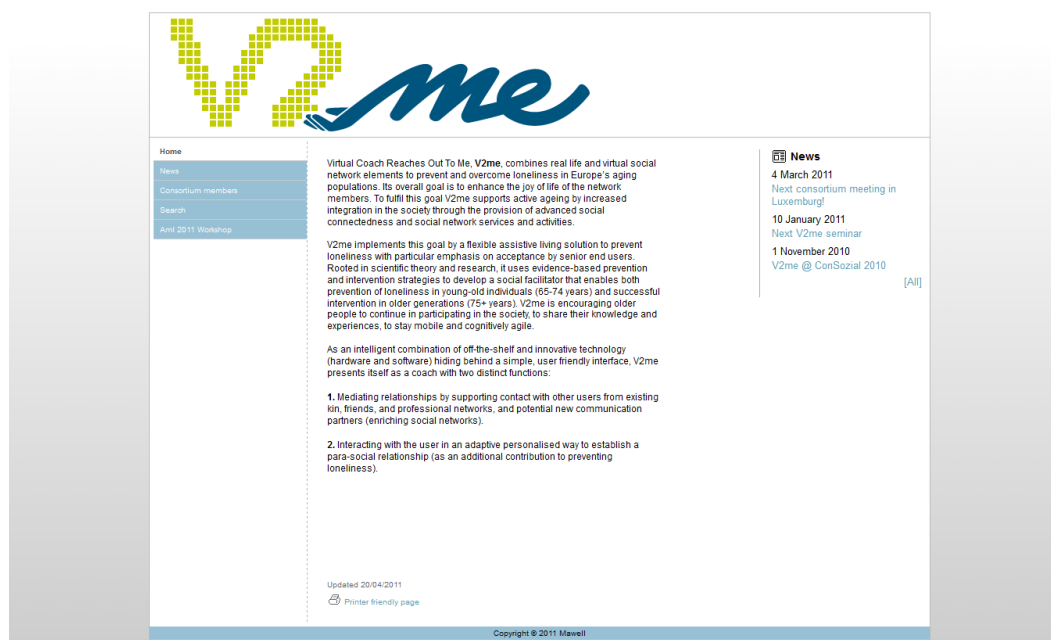 V2me
Home
News
Consortium members
Search
AmI 2011 Workshop
Virtual Coach Reaches Out To Me, V2me, combines real life and virtual social
network elements to prevent and overcome loneliness in Europe's aging
populations. Its overall goal is to enhance the joy of life of the network
members. To fulfil this goal V2me supports active ageing by increased
integration in the society through the provision of advanced social
connectedness and social network services and activities.
V2me implements this goal by a flexible assistive living solution to prevent
loneliness with particular emphasis on acceptance by senior end users.
Rooted in scientific theory and research, it uses evidence-based prevention
and intervention strategies to develop a social facilitator that enables both
prevention of loneliness in young-old individuals (65-74 years) and successful
intervention in older generations (75+ years). V2me is encouraging older
people to continue in participating in the society, to share their knowledge and
experiences, to stay mobile and cognitively agile.
As an intelligent combination of off-the-shelf and innovative technology
(hardware and software) hiding behind a simple, user friendly interface, V2me
presents itself as a coach with two distinct functions:
1. Mediating relationships by supporting contact with other users from existing
kin, friends, and professional networks, and potential new communication
partners (enriching social networks).
2. Interacting with the user in an adaptive personalised way to establish a
para-social relationship (as an additional contribution to preventing
loneliness).
Updated 20/04/2011
Printer friendly page
News
4 March 2011
Next consortium meeting in
Luxemburg!
10 January 2011
Next V2me seminar
1 November 2010
V2me @ ConSozial 2010
[All]
Copyright © 2011 Mawell